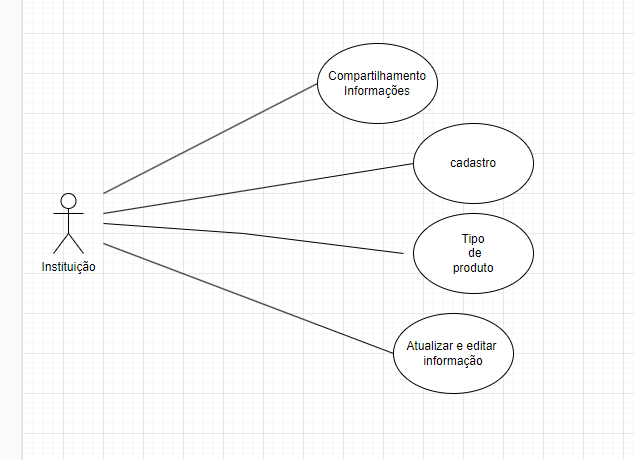 Compartilhamento
Informações
cadastro
Tipo
de
produto
Instituição
Atualizar e editar
informação